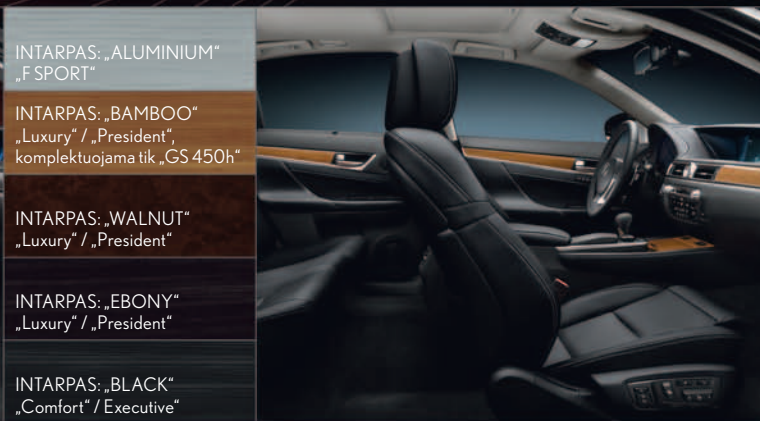 INTARPAS: „ALUMINIUM“
„F SPORT“
INTARPAS: „BAMBOO“
„Luxury“ / „President“,
komplektuojama tik „GS 450h“
INTARPAS: „WALNUT“
„Luxury“ / „President“
INTARPAS: „EBONY“
„Luxury“ / „President“
INTARPAS: „BLACK“
„Comfort“ / Executive“